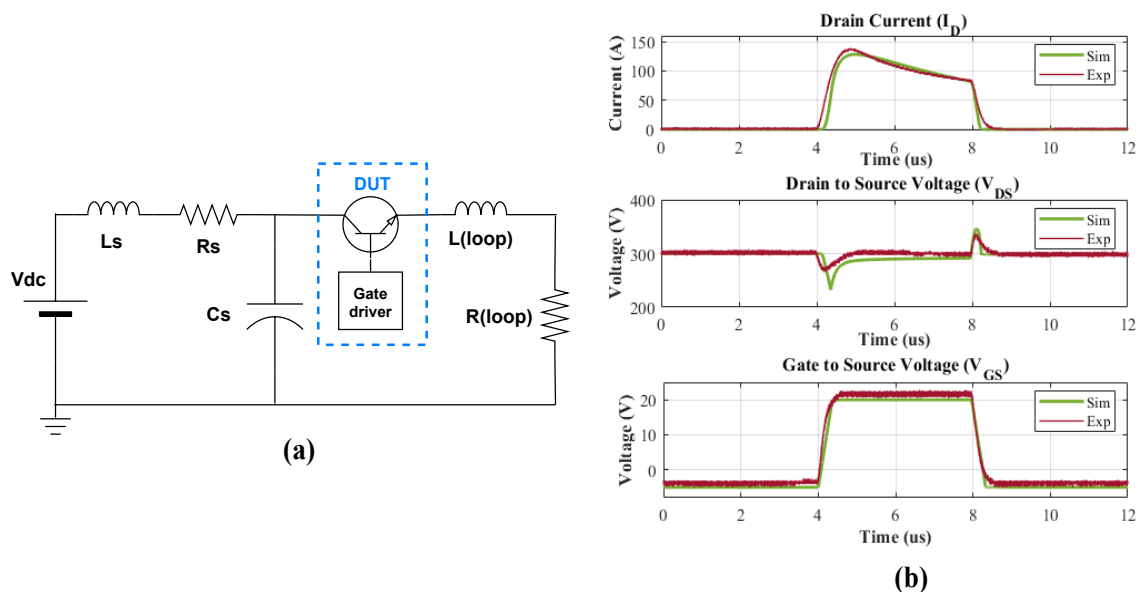 DUT
Ls
Rs
L(loop)
Vdc
Gate
driver
Cs
R(loop)
(a)
Drain Current (I_D)
150
100
50
0
Current (A)
Sim
Exp
0 2 4 6 8 10 12
Time (us)
Drain to Source Voltage (V_DS)
400
300
200
Voltage (V)
Sim
Exp
0 2 4 6 8 10 12
Time (us)
Gate to Source Voltage (V_GS)
20
10
0
Voltage (V)
Sim
Exp
0 2 4 6 8 10 12
Time (us)
(b)